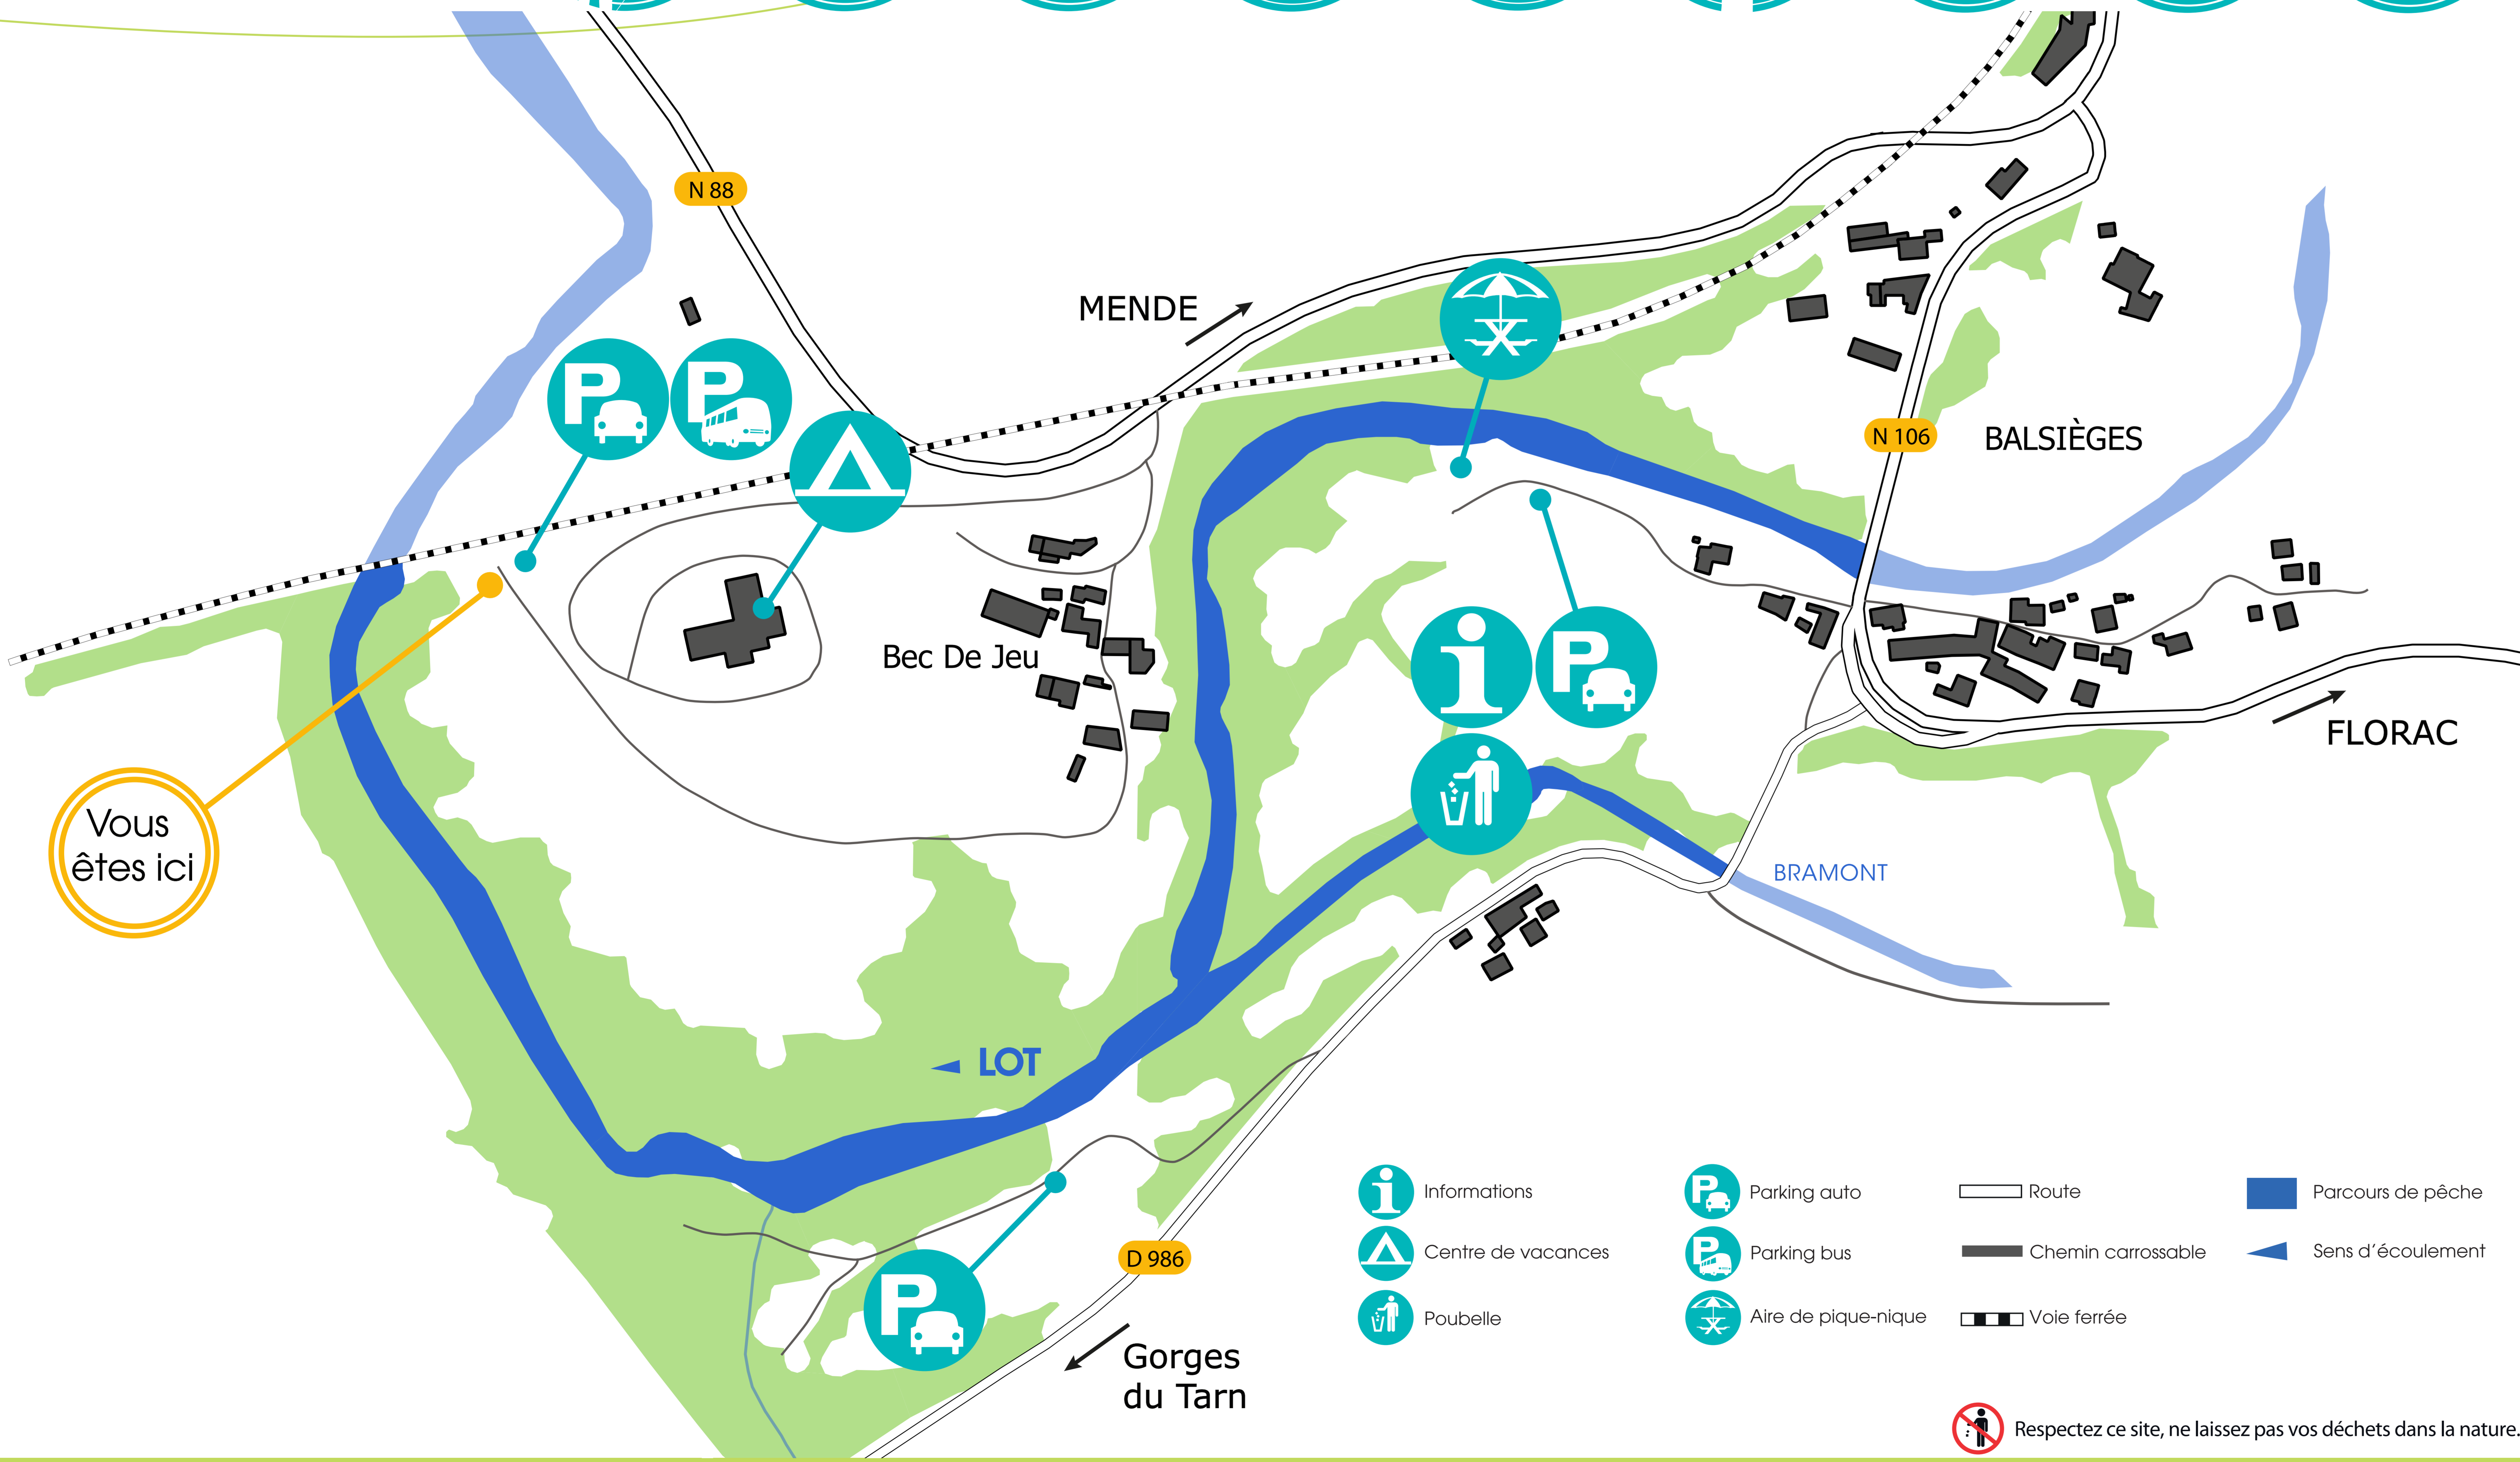 N 88
MENDE
N 106
BALSIÈGES
P
P
Bec De Jeu
i
P
FLORAC
Vous
êtes ici
BRAMONT
LOT
P
D 986
Gorges
du Tarn
i Informations
P Parking auto
Route
Parcours de pêche
Centre de vacances
P Parking bus
Chemin carrossable
Sens d'écoulement
Poubelle
Aire de pique-nique
Voie ferrée
Respectez ce site, ne laissez pas vos déchets dans la nature.